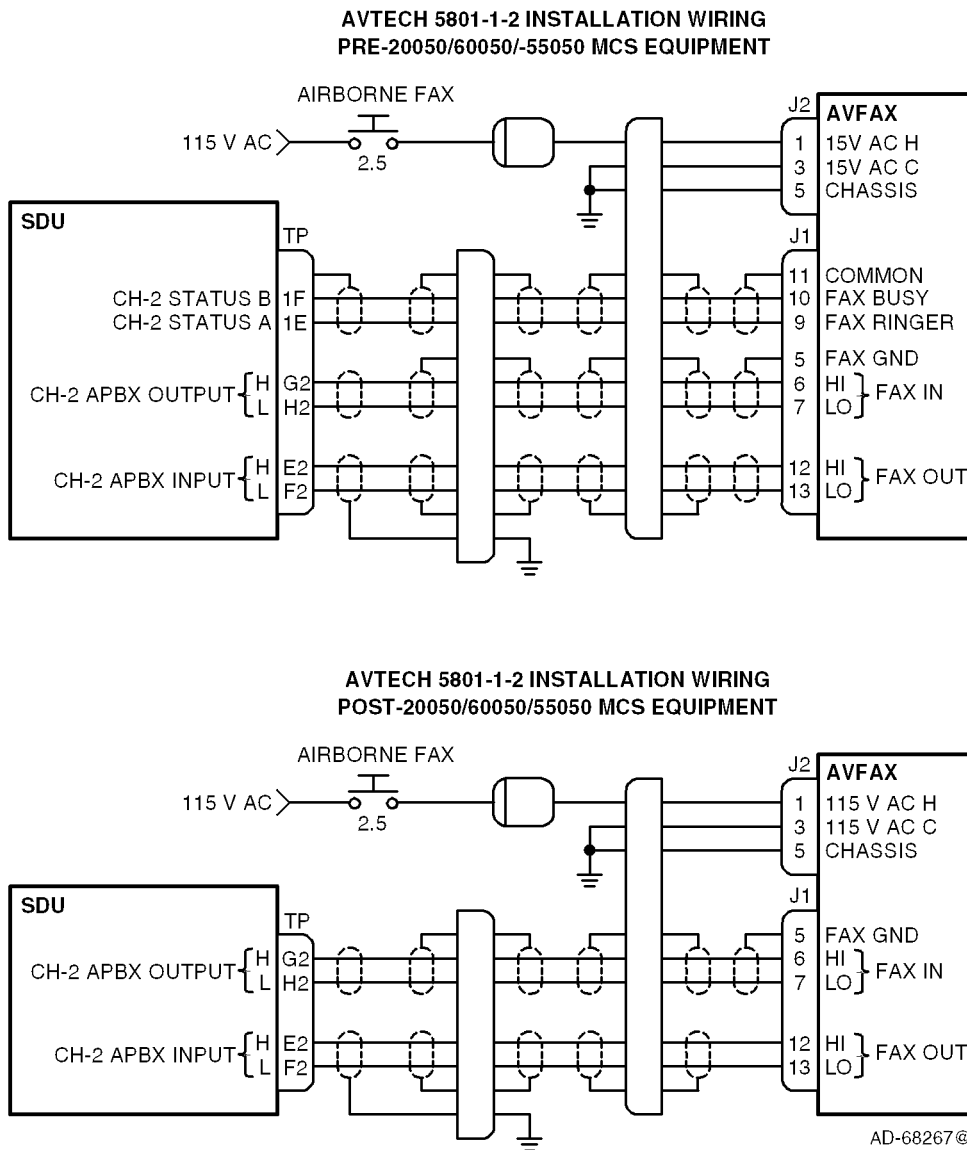 AVTECH 5801-1-2 INSTALLATION WIRING
PRE-20050/60050/-55050 MCS EQUIPMENT
AIRBORNE FAX
115 V AC
2.5
J2
AVFAX
1 15V AC H
3 15V AC C
5 CHASSIS
SDU
TP
J1
11 COMMON
CH-2 STATUS B 1F
10 FAX BUSY
CH-2 STATUS A 1E
9 FAX RINGER
5 FAX GND
CH-2 APBX OUTPUT
H G2
L H2
6 HI
7 LO
FAX IN
CH-2 APBX INPUT
H E2
L F2
12 HI
13 LO
FAX OUT
AVTECH 5801-1-2 INSTALLATION WIRING
POST-20050/60050/55050 MCS EQUIPMENT
AIRBORNE FAX
115 V AC
2.5
J2
AVFAX
1 115 V AC H
3 115 V AC C
5 CHASSIS
SDU
TP
J1
5 FAX GND
CH-2 APBX OUTPUT
H G2
L H2
6 HI
7 LO
FAX IN
CH-2 APBX INPUT
H E2
L F2
12 HI
13 LO
FAX OUT
AD-68267@